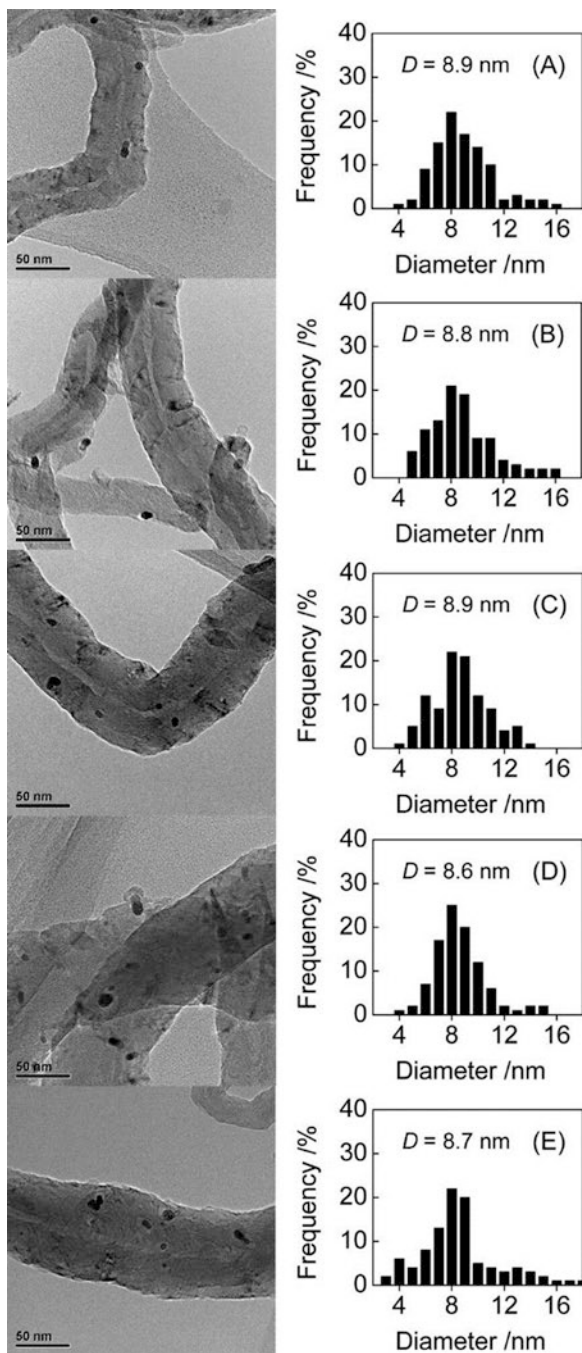 50 nm
Frequency /%
40
30
20
10
0
D = 8.9 nm (A)
4 8 12 16
Diameter /nm
50 nm
Frequency /%
40
30
20
10
0
D = 8.8 nm (B)
4 8 12 16
Diameter /nm
50 nm
Frequency /%
40
30
20
10
0
D = 8.9 nm (C)
4 8 12 16
Diameter /nm
50 nm
Frequency /%
40
30
20
10
0
D = 8.6 nm (D)
4 8 12 16
Diameter /nm
50 nm
Frequency /%
40
30
20
10
0
D = 8.7 nm (E)
4 8 12 16
Diameter /nm